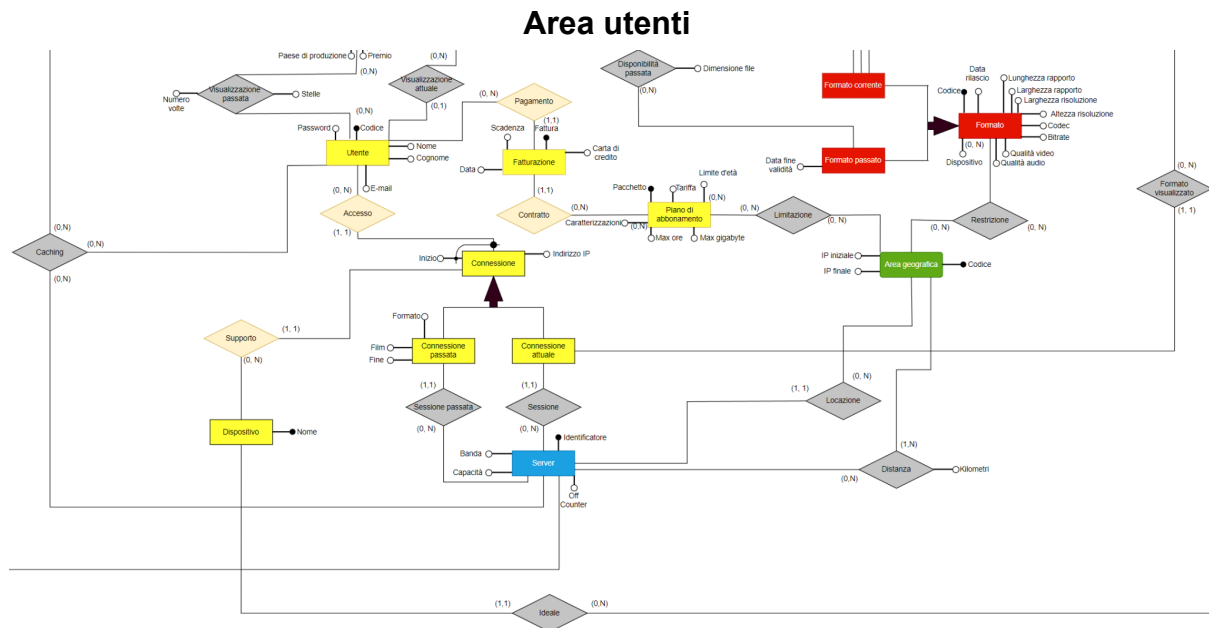 Area utenti
Paese di produzione
Premio
(0,N)
(0,N)
Visualizzazione
passata
Numero
volte
Stelle
(0,N)
Visualizzazione
attuale
(0,1)
(0, N)
Pagamento
(1,1)
Disponibilità
passata
Dimensione file
(0,N)
Formato corrente
Data
rilascio
Lunghezza rapporto
Larghezza rapporto
Larghezza risoluzione
Codice
Altezza risoluzione
Codec
Bitrate
Formato
(0, N)
Dispositivo
Qualità video
Qualità audio
Password
Codice
Nome
Cognome
Utente
E-mail
(0, N)
Scadenza
Fattura
Carta di
credito
Fatturazione
Data
(1,1)
Formato passato
Data fine
validità
(0, N)
Formato
visualizzato
(1, 1)
Accesso
(1, 1)
Contratto
(0,N)
Pacchetto
Tariffa
Limite d'età
(0,N)
Piano di
abbonamento
Caratterizzazioni
(0,N)
Max ore
Max gigabyte
(0, N)
Limitazione
(0, N)
Restrizione
(0, N)
(0, N)
(0,N)
Caching
(0,N)
(0,N)
Inizio
Indirizzo IP
Connessione
IP iniziale
IP finale
Area geografica
Codice
Supporto
(1, 1)
(0, N)
Formato
Film
Fine
Connessione
passata
Connessione
attuale
(1,1)
(1,1)
Sessione passata
Sessione
(0, N)
(0, N)
(0, N)
(1, 1)
Locazione
Dispositivo
Nome
Identificatore
Banda
Capacità
Server
Off
Counter
(1,N)
(0,N)
Distanza
Kilometri
(1,1)
Ideale
(0,N)